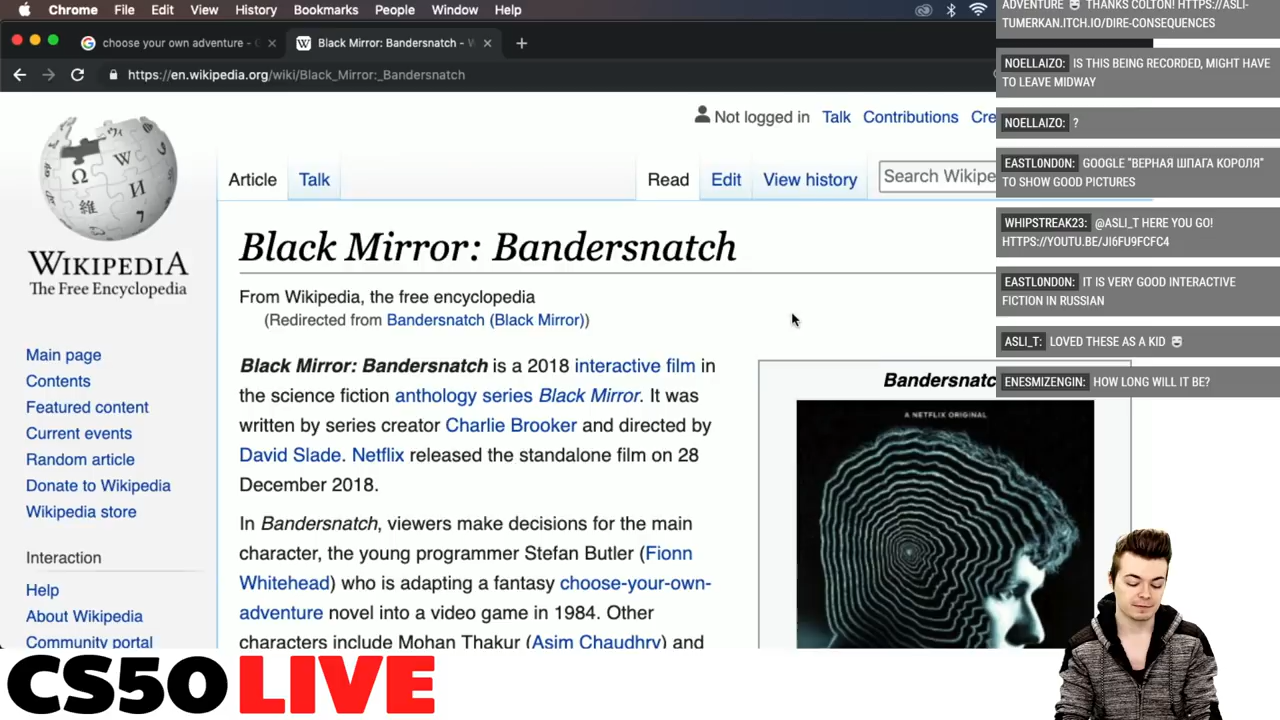 Chrome File Edit View History Bookmarks People Window Help
choose your own adventure -
Black Mirror: Bandersnatch -
https://en.wikipedia.org/wiki/Black_Mirror:_Bandersnatch
Not logged in Talk Contributions Cre
Article Talk Read Edit View history Search Wikipe
WIKIPEDIA
The Free Encyclopedia
Main page
Contents
Featured content
Current events
Random article
Donate to Wikipedia
Wikipedia store
Interaction
Help
About Wikipedia
Community portal
Black Mirror: Bandersnatch
From Wikipedia, the free encyclopedia
(Redirected from Bandersnatch (Black Mirror))
Black Mirror: Bandersnatch is a 2018 interactive film in
the science fiction anthology series Black Mirror. It was
written by series creator Charlie Brooker and directed by
David Slade. Netflix released the standalone film on 28
December 2018.
In Bandersnatch, viewers make decisions for the main
character, the young programmer Stefan Butler (Fionn
Whitehead) who is adapting a fantasy choose-your-own-
adventure novel into a video game in 1984. Other
characters include Mohan Thakur (Asim Chaudhry) and
Bandersnatc
A NETFLIX ORIGINAL
ADVENTURE 😄 THANKS COLTON! HTTPS://ASLI-
TUMERKAN.ITCH.IO/DIRE-CONSEQUENCES
NOELLAIZO: IS THIS BEING RECORDED, MIGHT HAVE
TO LEAVE MIDWAY
NOELLAIZO: ?
EASTL0ND0N: GOOGLE "ВЕРНАЯ ШПАГА КОРОЛЯ"
TO SHOW GOOD PICTURES
WHIPSTREAK23: @ASLI_T HERE YOU GO!
HTTPS://YOUTU.BE/JI6FU9FCFC4
EASTL0ND0N: IT IS VERY GOOD INTERACTIVE
FICTION IN RUSSIAN
ASLI_T: LOVED THESE AS A KID 😄
ENESMIZENGIN: HOW LONG WILL IT BE?
CS50 LIVE